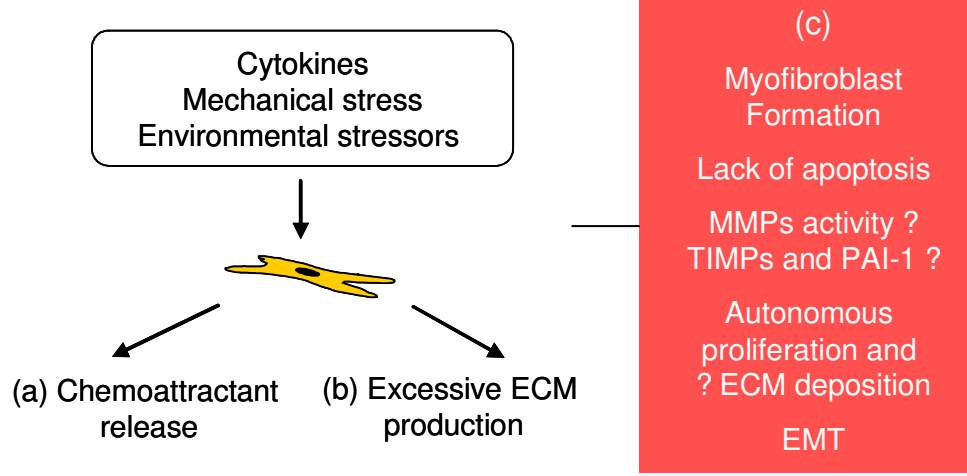 Cytokines
Mechanical stress
Environmental stressors
(a) Chemoattractant
release
(b) Excessive ECM
production
(c)
Myofibroblast
Formation
Lack of apoptosis
MMPs activity ?
TIMPs and PAI-1 ?
Autonomous
proliferation and
? ECM deposition
EMT